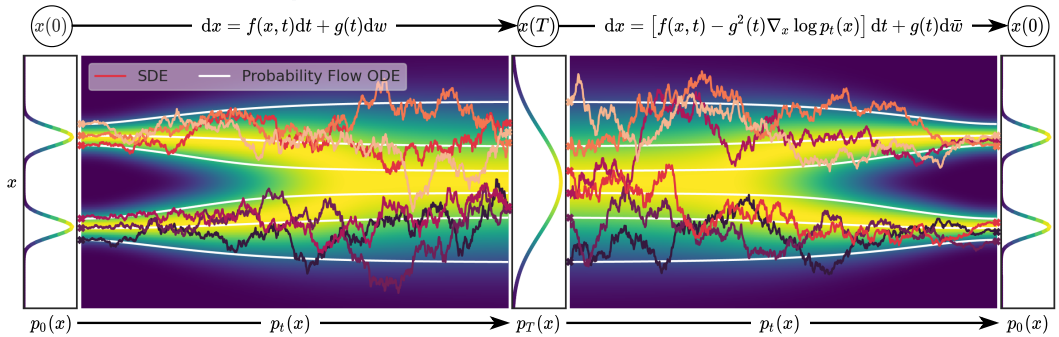 x(0) dx = f(x, t)dt + g(t)dw x(T) dx = [f(x, t) − g²(t)∇ₓ log pₜ(x)] dt + g(t)dw̄ x(0)
SDE Probability Flow ODE
x
p₀(x) pₜ(x) p_T(x) pₜ(x) p₀(x)